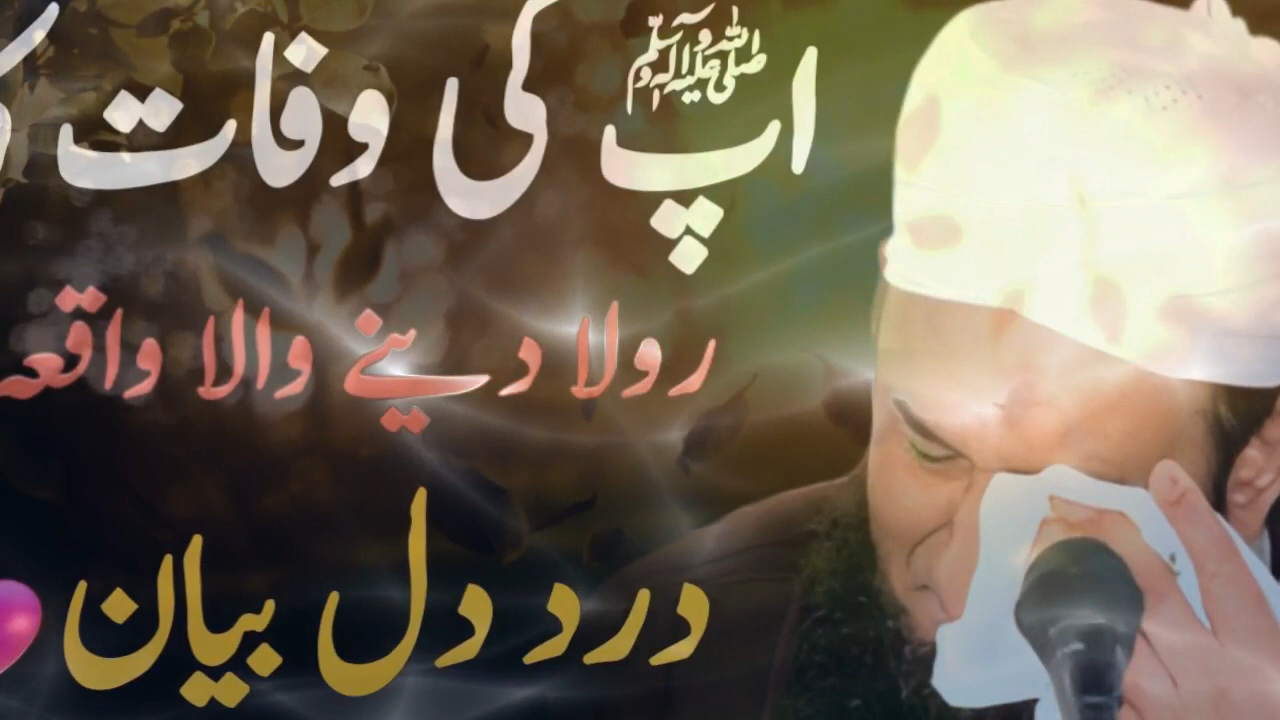 اپ ﷺ کی وفات ک
رولا دینے والا واقعہ
درد دل بیان